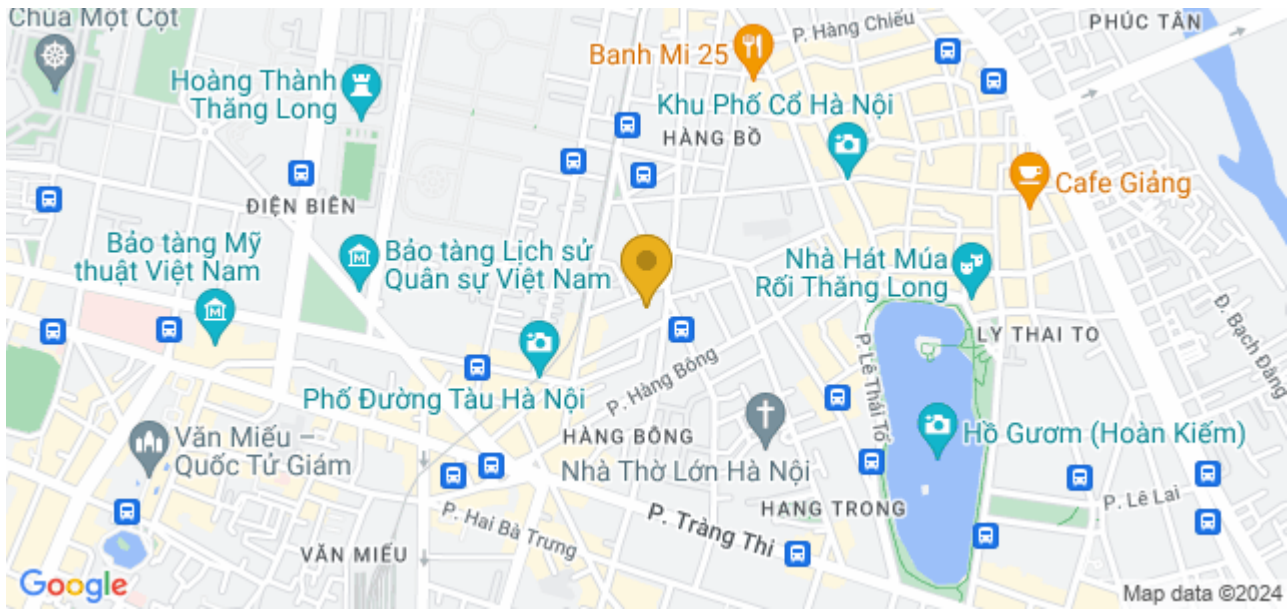 Chùa Một Cột
PHÚC TÂN
P. Hàng Chiếu
Banh Mi 25
Hoàng Thành
Thăng Long
Khu Phố Cổ Hà Nội
HÀNG BỒ
Cafe Giảng
ĐIỆN BIÊN
Bảo tàng Mỹ
thuật Việt Nam
Bảo tàng Lịch sử
Quân sự Việt Nam
Nhà Hát Múa
Rối Thăng Long
Đ. Bạch Đằng
LY THAI TO
P. Lê Thái Tổ
Phố Đường Tàu Hà Nội
P. Hàng Bông
HÀNG BÔNG
Hồ Gươm (Hoàn Kiếm)
Văn Miếu –
Quốc Tử Giám
Nhà Thờ Lớn Hà Nội
P. Lê Lai
HANG TRONG
P. Hai Bà Trưng
P. Tràng Thi
VĂN MIẾU
Google
Map data ©2024